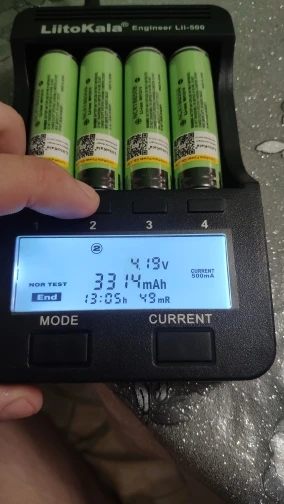 LiitoKala® Engineer Lii-500
1 2 3 4
2
4.19V
NOR TEST 3314mAh CURRENT 500mA
End 13:05h 49mR
MODE CURRENT